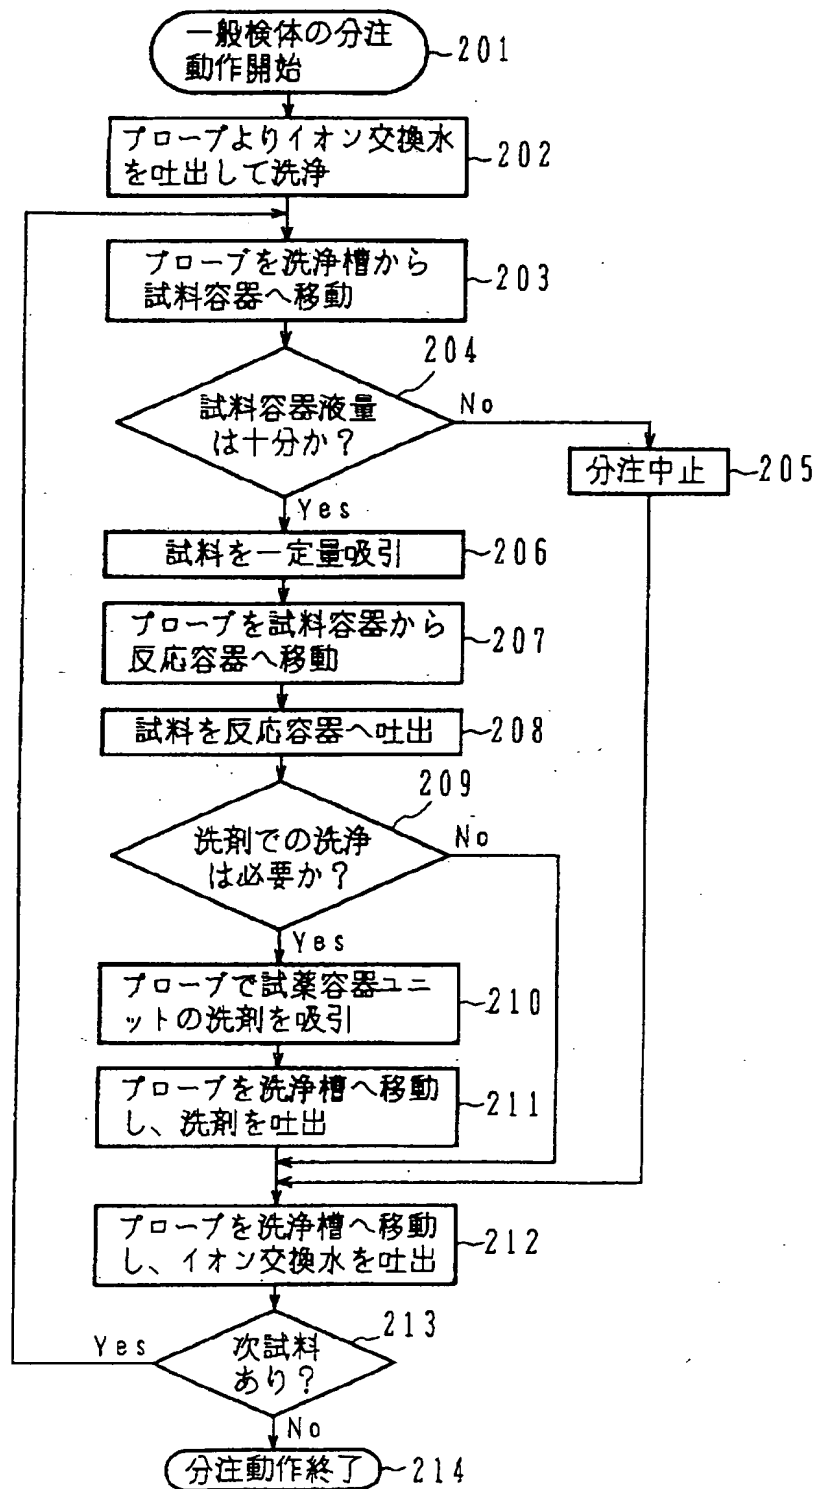 一般検体の分注
動作開始
201
プローブよりイオン交換水
を吐出して洗浄
202
プローブを洗浄槽から
試料容器へ移動
203
204
試料容器液量
は十分か？
No
Yes
分注中止
205
試料を一定量吸引
206
プローブを試料容器から
反応容器へ移動
207
試料を反応容器へ吐出
208
209
洗剤での洗浄
は必要か？
No
Yes
プローブで試薬容器ユニ
ットの洗剤を吸引
210
プローブを洗浄槽へ移動
し、洗剤を吐出
211
プローブを洗浄槽へ移動
し、イオン交換水を吐出
212
213
次試料
あり？
Yes
No
分注動作終了
214